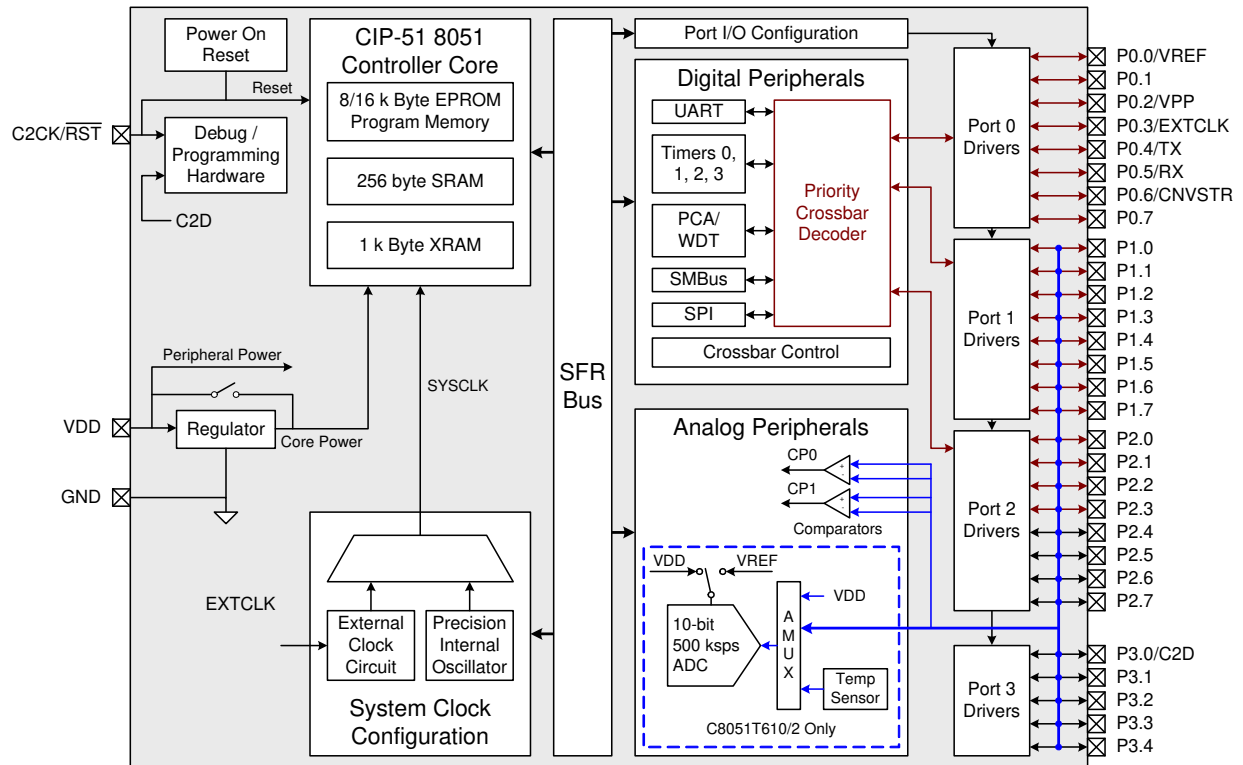 Power On
Reset
Reset
C2CK/RST
Debug /
Programming
Hardware
C2D
CIP-51 8051
Controller Core
8/16 k Byte EPROM
Program Memory
256 byte SRAM
1 k Byte XRAM
Peripheral Power
VDD
Regulator
Core Power
GND
SYSCLK
EXTCLK
External
Clock
Circuit
Precision
Internal
Oscillator
System Clock
Configuration
SFR
Bus
Port I/O Configuration
Digital Peripherals
UART
Timers 0,
1, 2, 3
PCA/
WDT
SMBus
SPI
Priority
Crossbar
Decoder
Crossbar Control
Analog Peripherals
CP0
+
-
CP1
+
-
Comparators
VDD
VREF
VDD
10-bit
500 ksps
ADC
A
M
U
X
Temp
Sensor
C8051T610/2 Only
Port 0
Drivers
Port 1
Drivers
Port 2
Drivers
Port 3
Drivers
P0.0/VREF
P0.1
P0.2/VPP
P0.3/EXTCLK
P0.4/TX
P0.5/RX
P0.6/CNVSTR
P0.7
P1.0
P1.1
P1.2
P1.3
P1.4
P1.5
P1.6
P1.7
P2.0
P2.1
P2.2
P2.3
P2.4
P2.5
P2.6
P2.7
P3.0/C2D
P3.1
P3.2
P3.3
P3.4